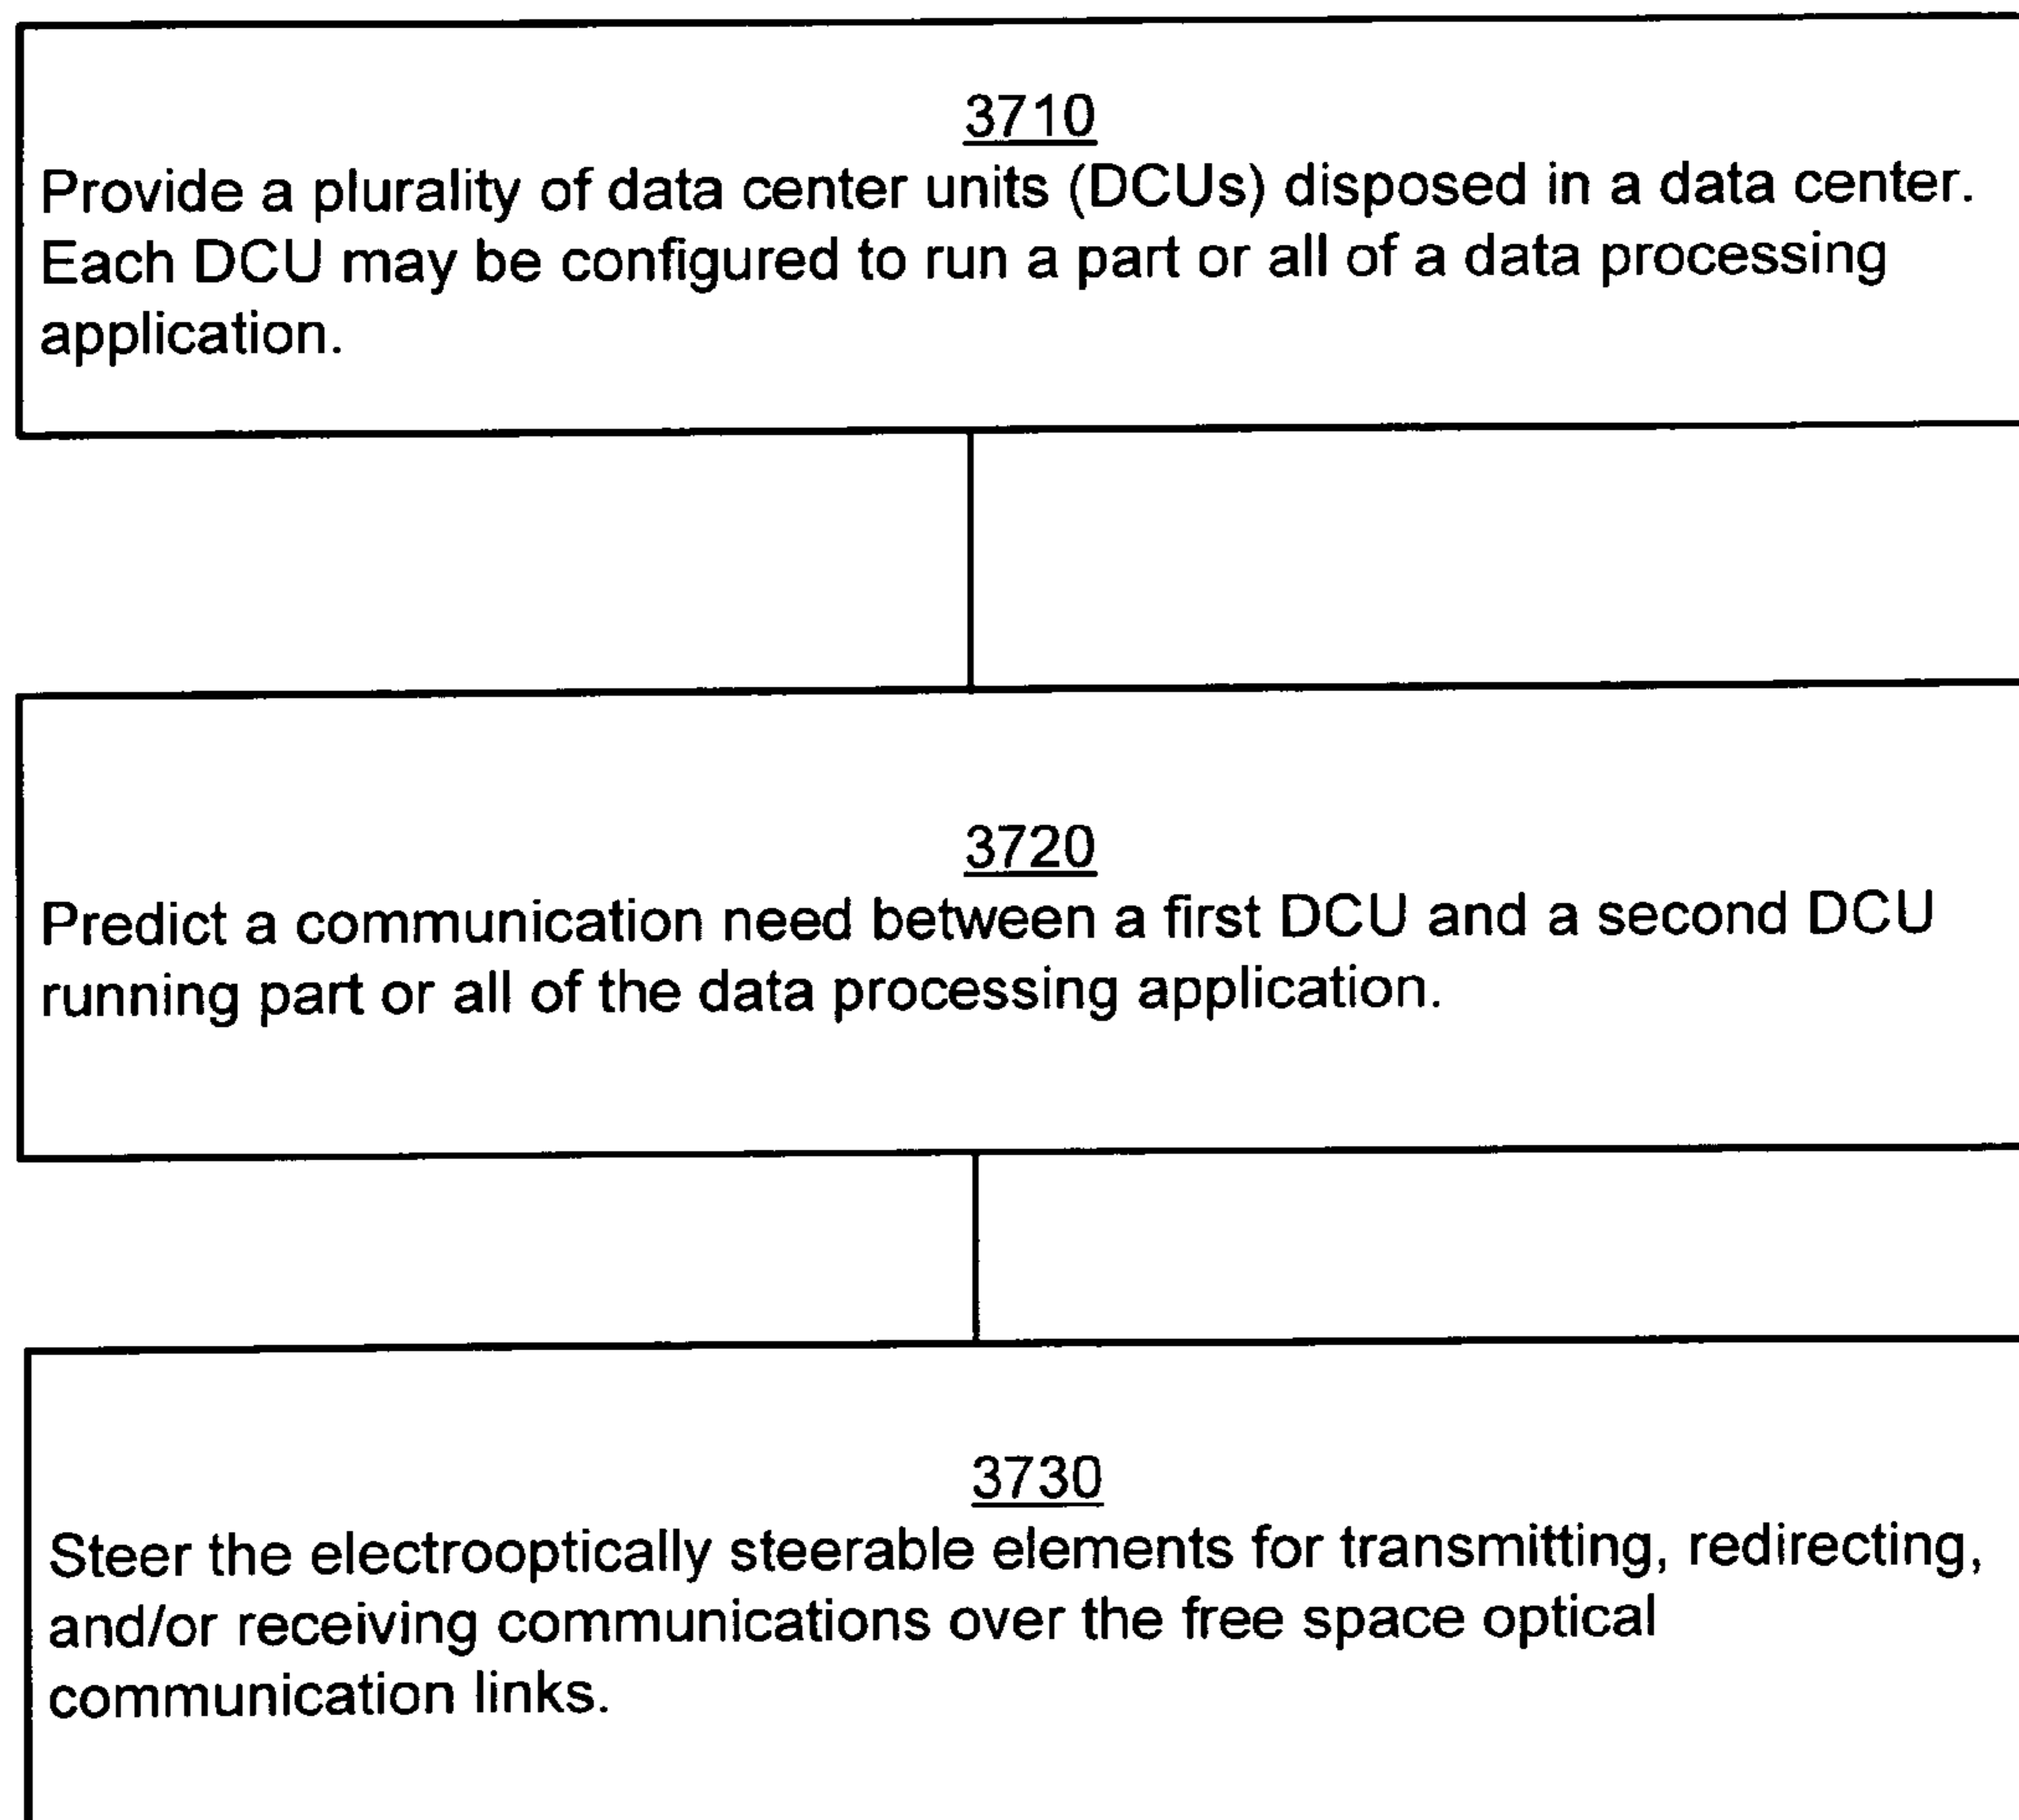 3710
Provide a plurality of data center units (DCUs) disposed in a data center.
Each DCU may be configured to run a part or all of a data processing
application.
3720
Predict a communication need between a first DCU and a second DCU
running part or all of the data processing application.
3730
Steer the electrooptically steerable elements for transmitting, redirecting,
and/or receiving communications over the free space optical
communication links.